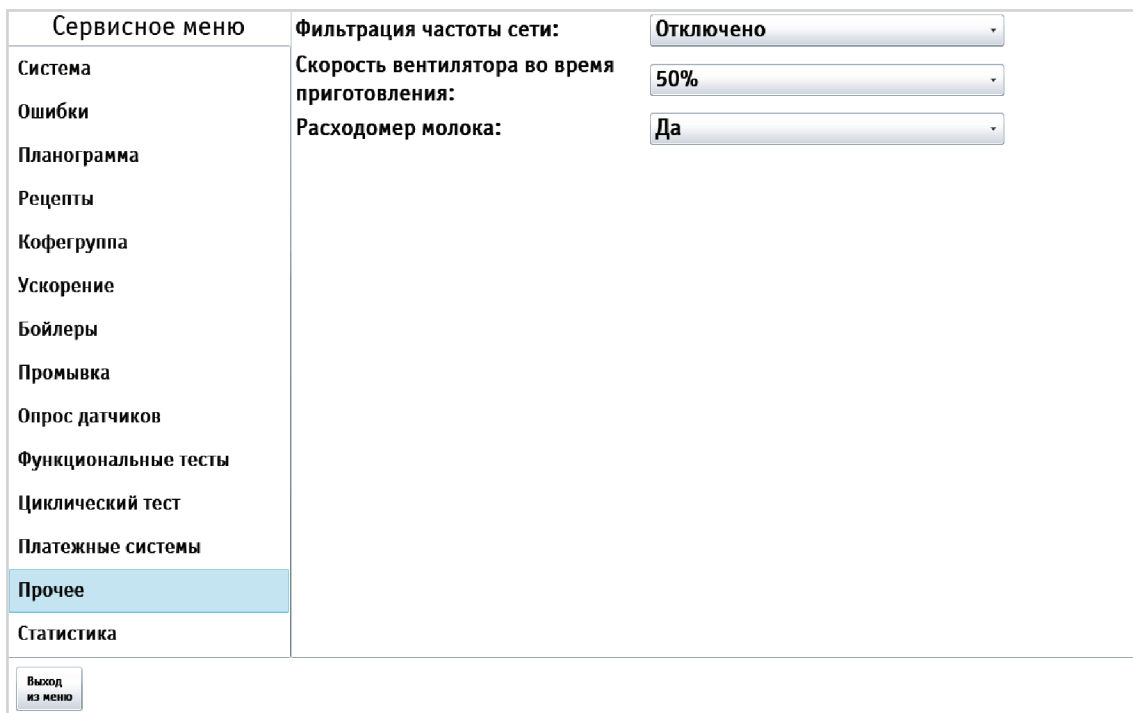 Сервисное меню
Система
Ошибки
Планограмма
Рецепты
Кофегруппа
Ускорение
Бойлеры
Промывка
Опрос датчиков
Функциональные тесты
Циклический тест
Платежные системы
Прочее
Статистика
Фильтрация частоты сети:
Отключено
Скорость вентилятора во время
приготовления:
50%
Расходомер молока:
Да
Выход
из меню